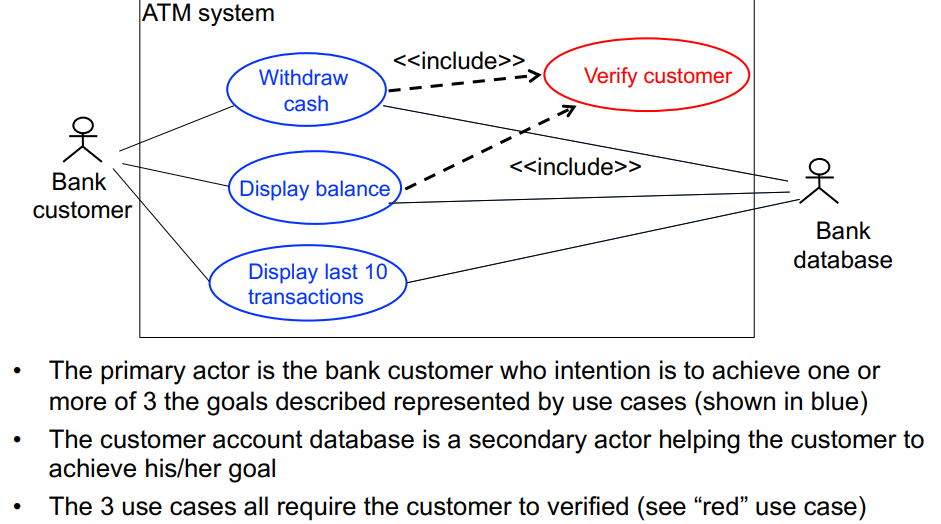 ATM system
<<include>>
Withdraw
cash
Verify customer
<<include>>
Display balance
Bank
customer
Bank
database
Display last 10
transactions
• The primary actor is the bank customer who intention is to achieve one or
more of 3 the goals described represented by use cases (shown in blue)
• The customer account database is a secondary actor helping the customer to
achieve his/her goal
• The 3 use cases all require the customer to verified (see “red” use case)